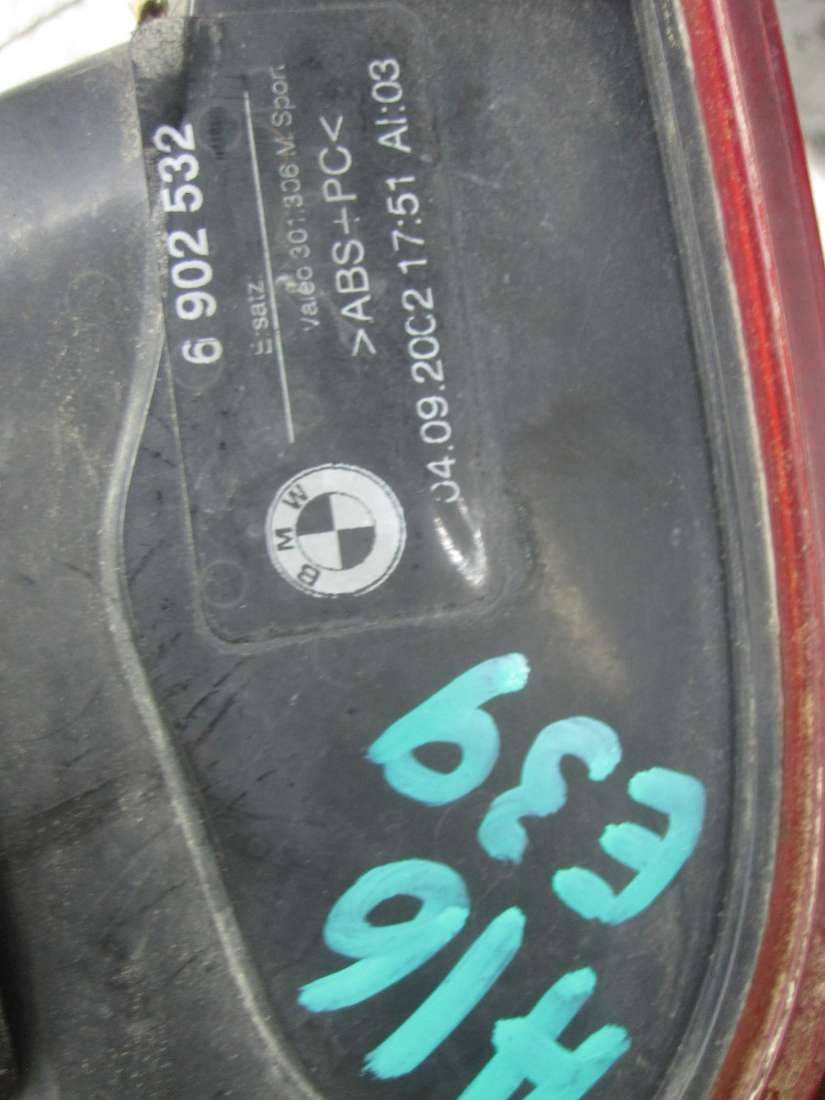 6 902 532
Ersatz:
Valeo 301.306 M. Sport
>ABS+PC<
04.09.2002 17:51 AI:03
BMW
A16
E39